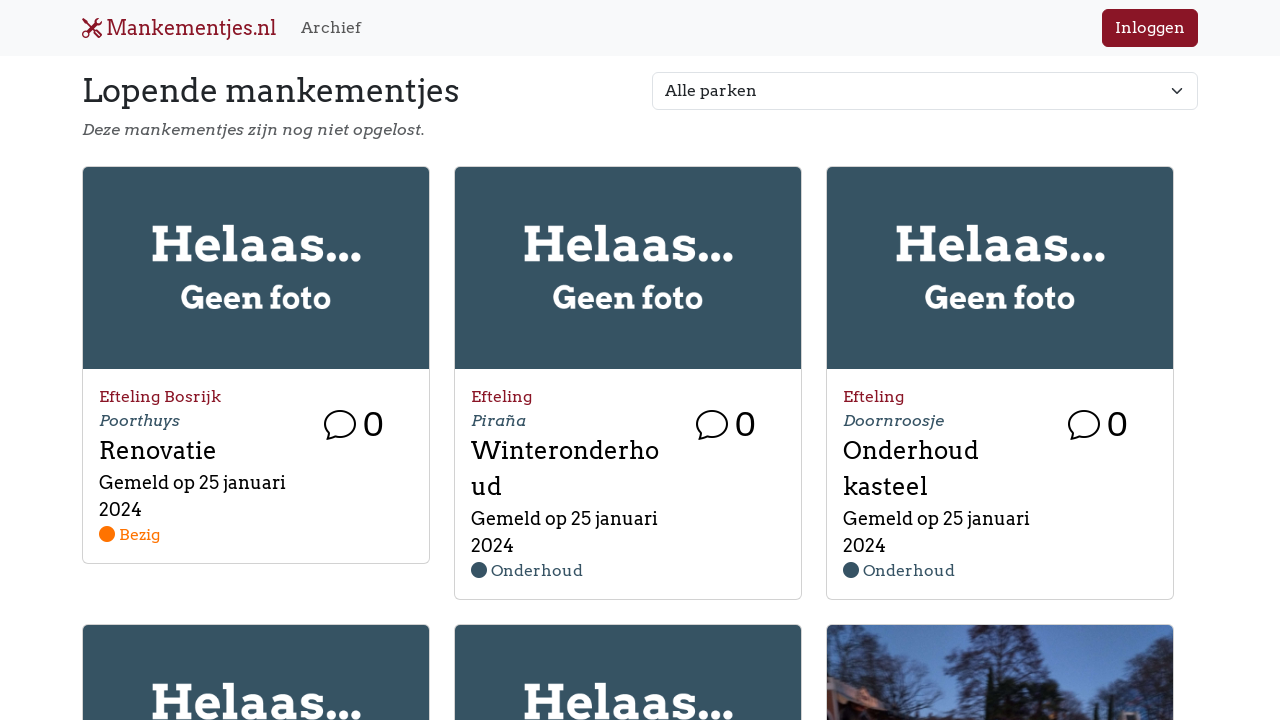 Mankementjes.nl Archief Inloggen
Lopende mankementjes
Alle parken
Deze mankementjes zijn nog niet opgelost.
Helaas...
Geen foto
Efteling Bosrijk
Poorthuys
Renovatie
Gemeld op 25 januari
2024
Bezig
0
Helaas...
Geen foto
Efteling
Piraña
Winteronderho
ud
Gemeld op 25 januari
2024
Onderhoud
0
Helaas...
Geen foto
Efteling
Doornroosje
Onderhoud
kasteel
Gemeld op 25 januari
2024
Onderhoud
0
Helaas...
Helaas...